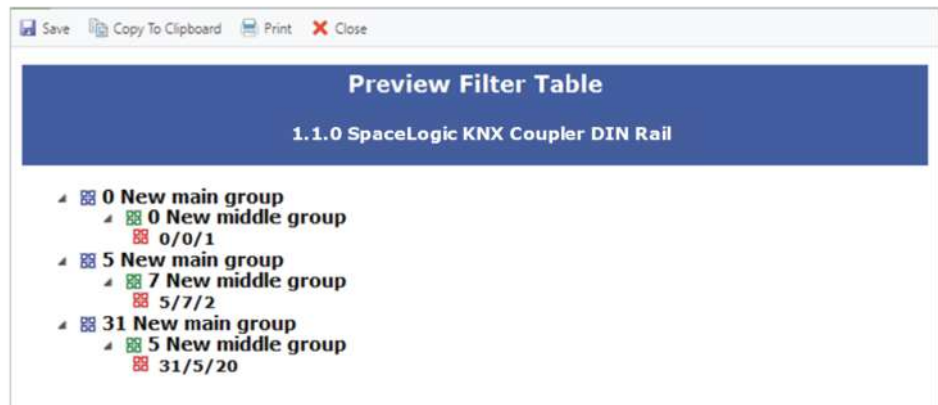 Save Copy To Clipboard Print Close
Preview Filter Table
1.1.0 SpaceLogic KNX Coupler DIN Rail
0 New main group
0 New middle group
0/0/1
5 New main group
7 New middle group
5/7/2
31 New main group
5 New middle group
31/5/20